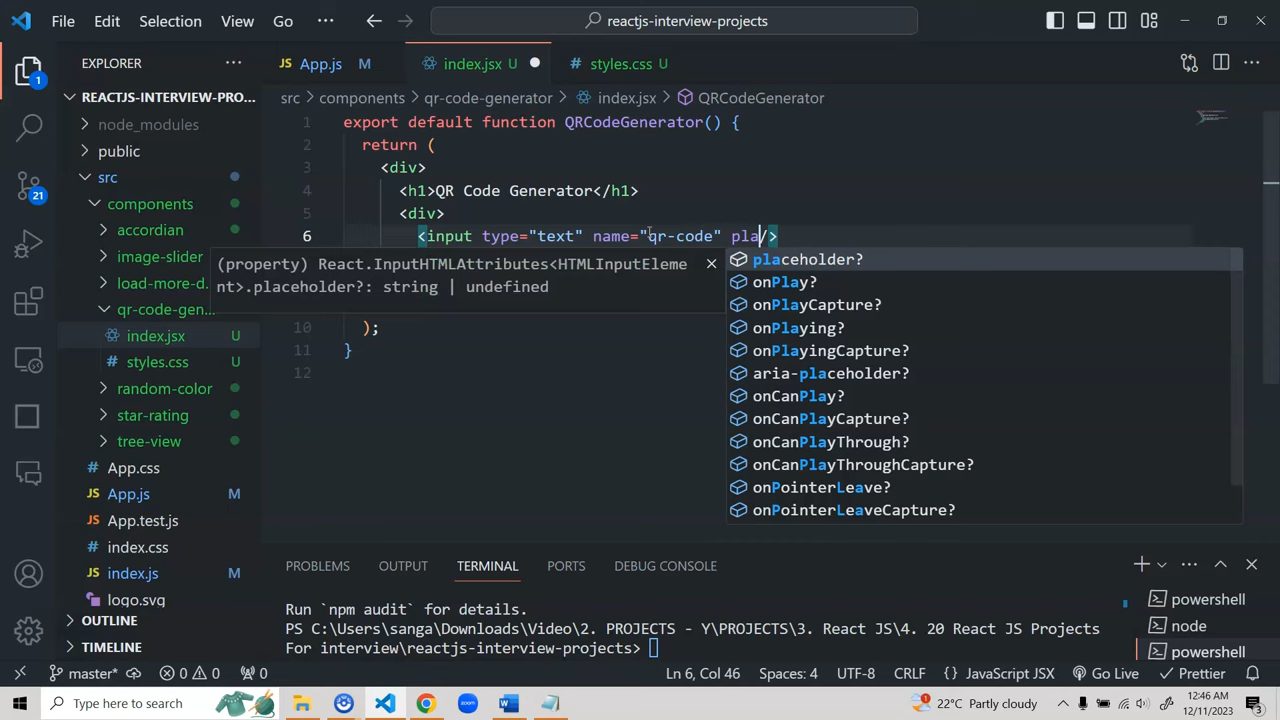 File Edit Selection View Go ··· reactjs-interview-projects
EXPLORER ···
JS App.js M index.jsx U # styles.css U ···
REACTJS-INTERVIEW-PRO... src > components > qr-code-generator > index.jsx > QRCodeGenerator
> node_modules
> public
src
components
> accordian
> image-slider
> load-more-d...
qr-code-gen...
index.jsx U
# styles.css U
> random-color
> star-rating
> tree-view
# App.css
JS App.js M
JS App.test.js
# index.css
JS index.js M
logo.svg
> OUTLINE
> TIMELINE
1 export default function QRCodeGenerator() {
2 return (
3 <div>
4 <h1>QR Code Generator</h1>
5 <div>
6 <input type="text" name="qr-code" pla/>
10 );
11 }
12
(property) React.InputHTMLAttributes<HTMLInputEleme
nt>.placeholder?: string | undefined
placeholder?
onPlay?
onPlayCapture?
onPlaying?
onPlayingCapture?
aria-placeholder?
onCanPlay?
onCanPlayCapture?
onCanPlayThrough?
onCanPlayThroughCapture?
onPointerLeave?
onPointerLeaveCapture?
PROBLEMS OUTPUT TERMINAL PORTS DEBUG CONSOLE
Run `npm audit` for details.
PS C:\Users\sanga\Downloads\Video\2. PROJECTS - Y\PROJECTS\3. React JS\4. 20 React JS Projects
For interview\reactjs-interview-projects>
powershell
node
powershell
1
21
master* 0 0 0 Ln 6, Col 46 Spaces: 4 UTF-8 CRLF {} JavaScript JSX Go Live Prettier
Type here to search 1 22°C Partly cloudy 12:46 AM
12/11/2023 3